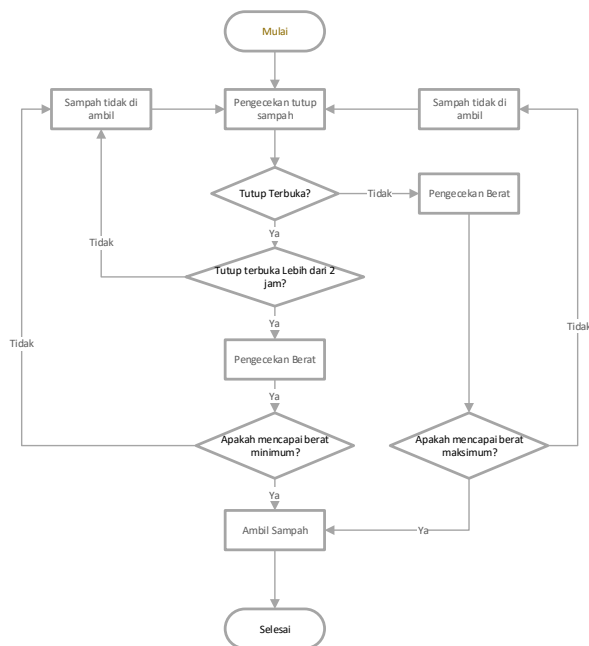 Mulai
Sampah tidak di
ambil
Pengecekan tutup
sampah
Sampah tidak di
ambil
Tutup Terbuka?
Tidak
Pengecekan Berat
Ya
Tidak
Tutup terbuka Lebih dari 2
jam?
Ya
Tidak
Tidak
Pengecekan Berat
Ya
Apakah mencapai berat
minimum?
Apakah mencapai berat
maksimum?
Ya
Ambil Sampah
Ya
Selesai